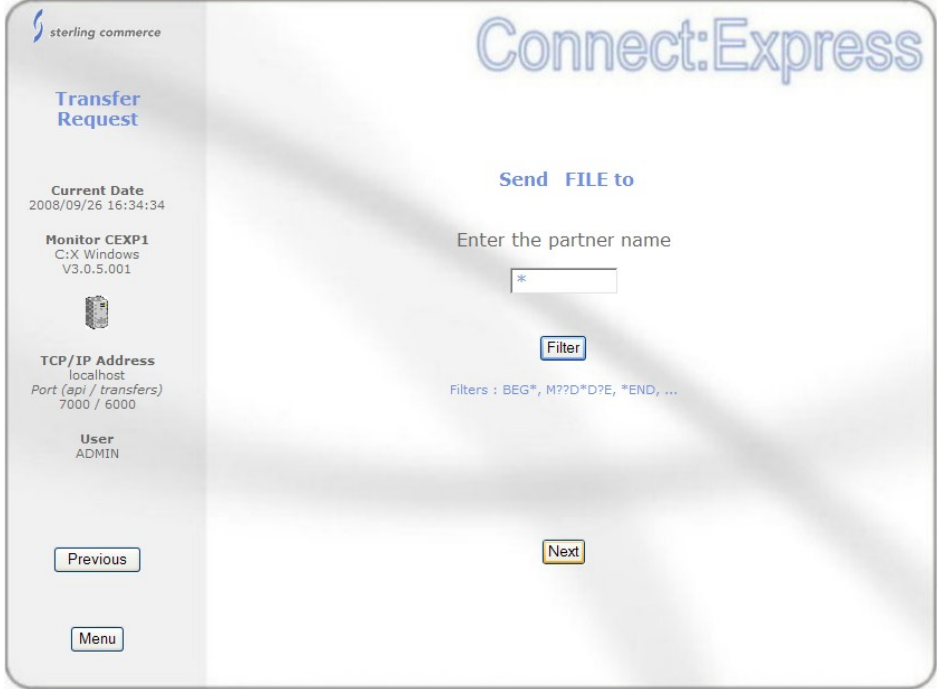 sterling commerce
Connect:Express
Transfer
Request
Send FILE to
Current Date
2008/09/26 16:34:34
Monitor CEXP1
C:X Windows
V3.0.5.001
Enter the partner name
*
Filter
TCP/IP Address
localhost
Port (api / transfers)
7000 / 6000
Filters : BEG*, M??D*D?E, *END, ...
User
ADMIN
Previous
Next
Menu